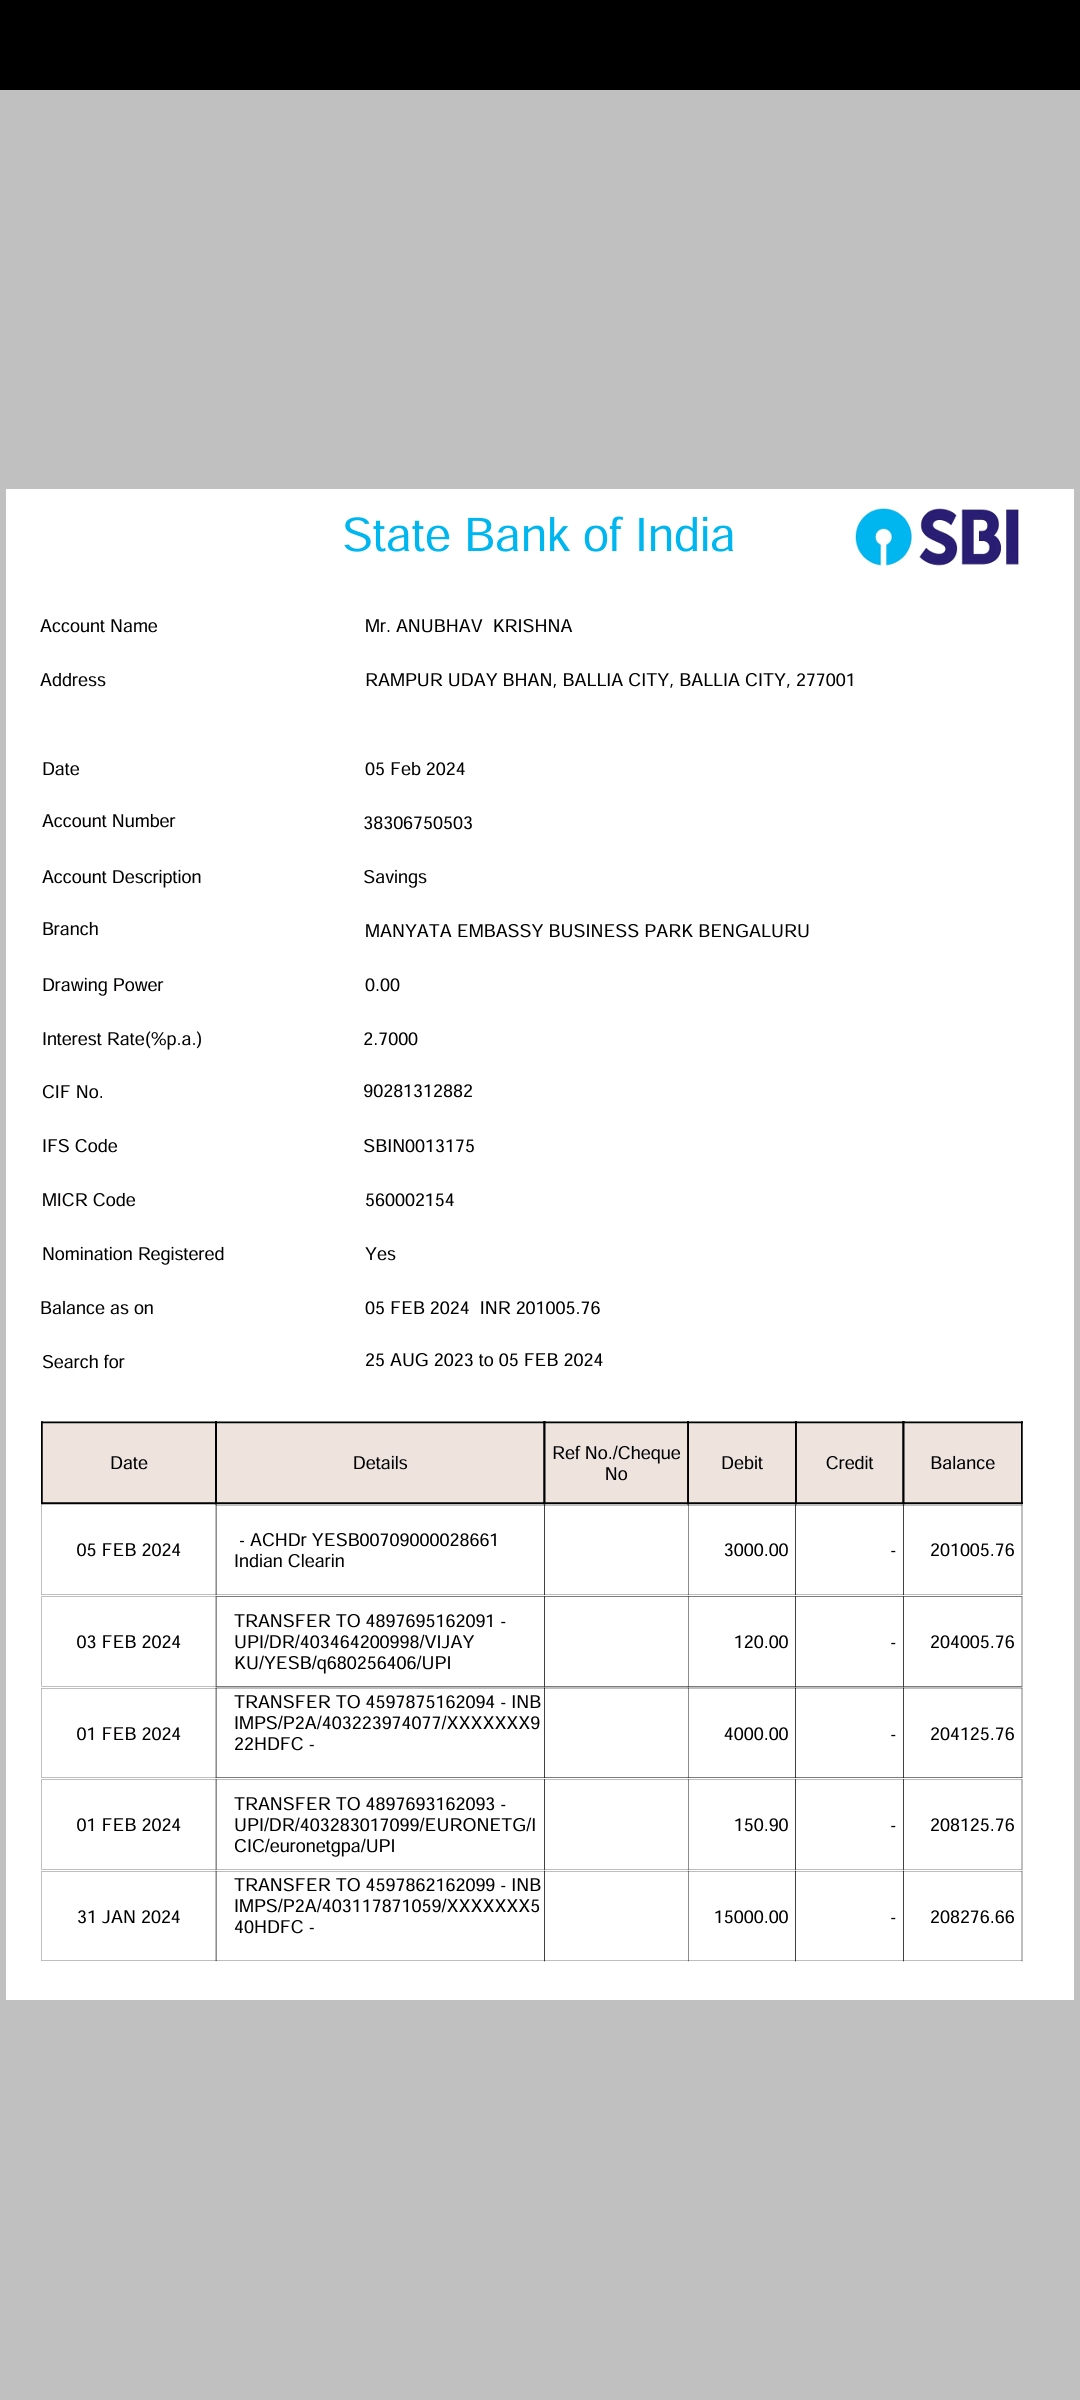 State Bank of India
SBI
Account Name Mr. ANUBHAV  KRISHNA
Address RAMPUR UDAY BHAN, BALLIA CITY, BALLIA CITY, 277001
Date 05 Feb 2024
Account Number 38306750503
Account Description Savings
Branch MANYATA EMBASSY BUSINESS PARK BENGALURU
Drawing Power 0.00
Interest Rate(%p.a.) 2.7000
CIF No. 90281312882
IFS Code SBIN0013175
MICR Code 560002154
Nomination Registered Yes
Balance as on 05 FEB 2024  INR 201005.76
Search for 25 AUG 2023 to 05 FEB 2024
Date Details Ref No./Cheque No Debit Credit Balance
05 FEB 2024
- ACHDr YESB00709000028661
Indian Clearin
3000.00 - 201005.76
03 FEB 2024
TRANSFER TO 4897695162091 -
UPI/DR/403464200998/VIJAY
KU/YESB/q680256406/UPI
120.00 - 204005.76
01 FEB 2024
TRANSFER TO 4597875162094 - INB
IMPS/P2A/403223974077/XXXXXXX9
22HDFC -
4000.00 - 204125.76
01 FEB 2024
TRANSFER TO 4897693162093 -
UPI/DR/403283017099/EURONETG/I
CIC/euronetgpa/UPI
150.90 - 208125.76
31 JAN 2024
TRANSFER TO 4597862162099 - INB
IMPS/P2A/403117871059/XXXXXXX5
40HDFC -
15000.00 - 208276.66